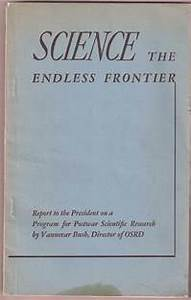 SCIENCE THE
ENDLESS FRONTIER
Report to the President on a
Program for Postwar Scientific Research
by Vannevar Bush, Director of OSRD